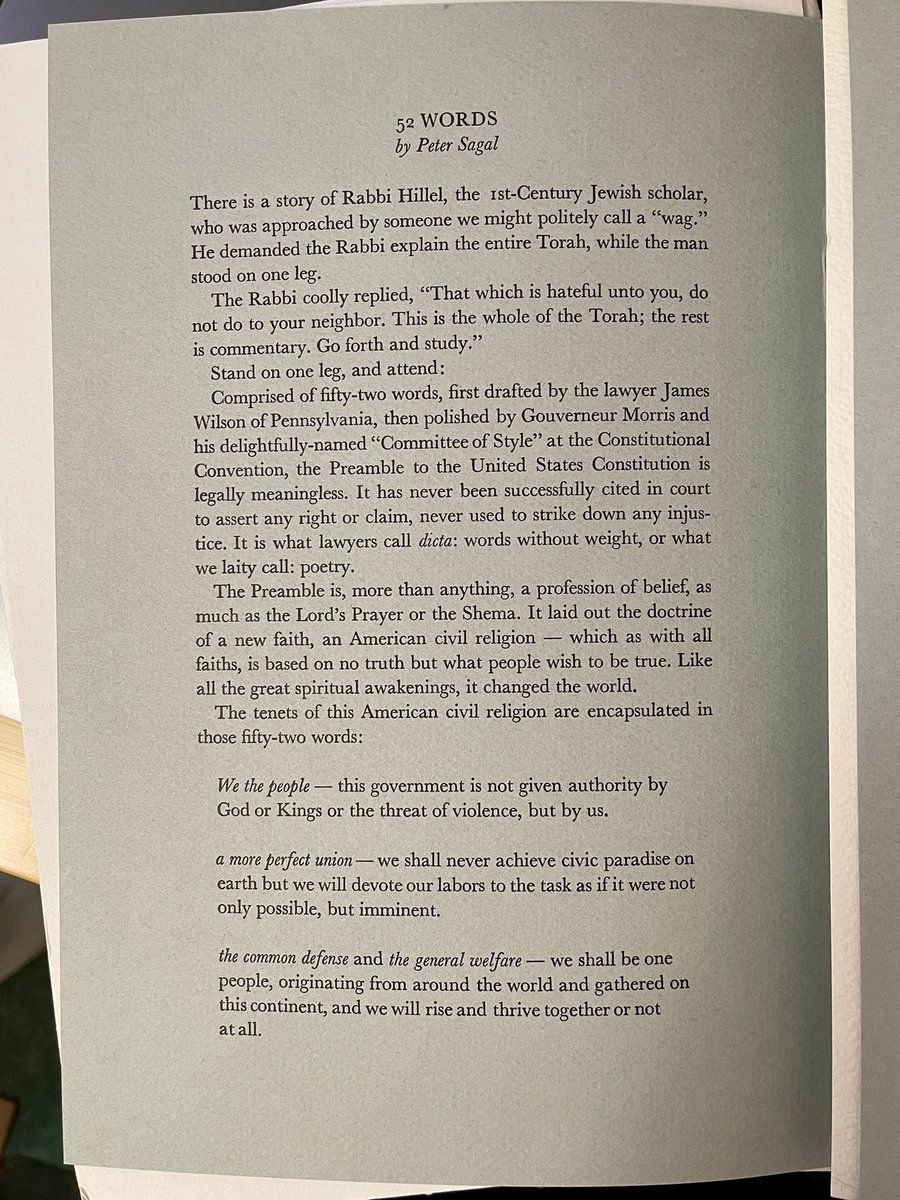 52 WORDS
by Peter Sagal
There is a story of Rabbi Hillel, the 1st-Century Jewish scholar,
who was approached by someone we might politely call a “wag.”
He demanded the Rabbi explain the entire Torah, while the man
stood on one leg.
The Rabbi coolly replied, “That which is hateful unto you, do
not do to your neighbor. This is the whole of the Torah; the rest
is commentary. Go forth and study.”
Stand on one leg, and attend:
Comprised of fifty-two words, first drafted by the lawyer James
Wilson of Pennsylvania, then polished by Gouverneur Morris and
his delightfully-named “Committee of Style” at the Constitutional
Convention, the Preamble to the United States Constitution is
legally meaningless. It has never been successfully cited in court
to assert any right or claim, never used to strike down any injus-
tice. It is what lawyers call dicta: words without weight, or what
we laity call: poetry.
The Preamble is, more than anything, a profession of belief, as
much as the Lord’s Prayer or the Shema. It laid out the doctrine
of a new faith, an American civil religion — which as with all
faiths, is based on no truth but what people wish to be true. Like
all the great spiritual awakenings, it changed the world.
The tenets of this American civil religion are encapsulated in
those fifty-two words:
We the people — this government is not given authority by
God or Kings or the threat of violence, but by us.
a more perfect union — we shall never achieve civic paradise on
earth but we will devote our labors to the task as if it were not
only possible, but imminent.
the common defense and the general welfare — we shall be one
people, originating from around the world and gathered on
this continent, and we will rise and thrive together or not
at all.